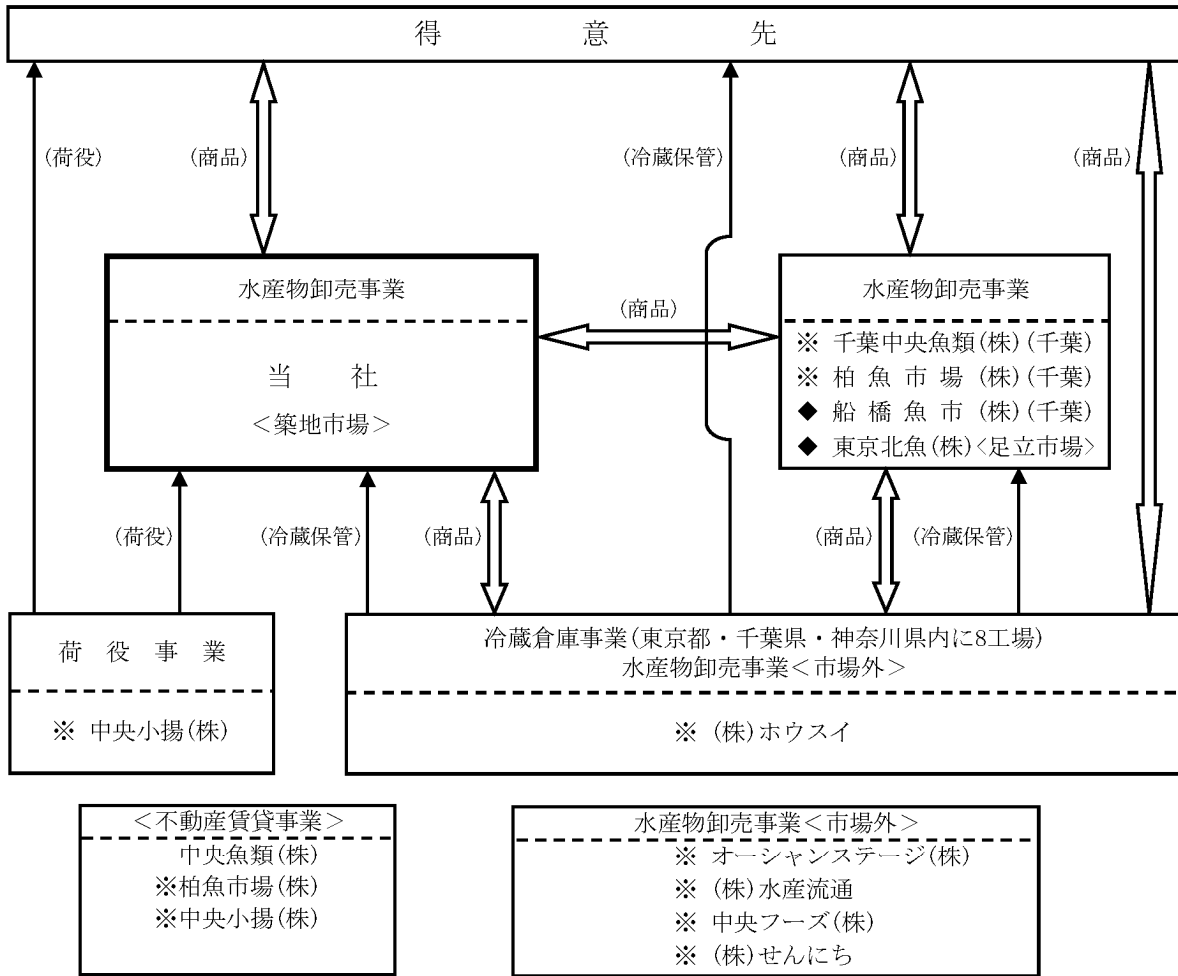 得意先
(荷役)
(商品)
(冷蔵保管)
(商品)
(商品)
水産物卸売事業
当社
<築地市場>
(商品)
水産物卸売事業
※ 千葉中央魚類(株)(千葉)
※ 柏魚市場(株)(千葉)
◆ 船橋魚市(株)(千葉)
◆ 東京北魚(株)<足立市場>
(荷役)
(冷蔵保管)
(商品)
(商品)
(冷蔵保管)
荷役事業
※ 中央小揚(株)
冷蔵倉庫事業(東京都・千葉県・神奈川県内に8工場)
水産物卸売事業<市場外>
※ (株)ホウスイ
<不動産賃貸事業>
中央魚類(株)
※柏魚市場(株)
※中央小揚(株)
水産物卸売事業<市場外>
※ オーシャンステージ(株)
※ (株)水産流通
※ 中央フーズ(株)
※ (株)せんにち